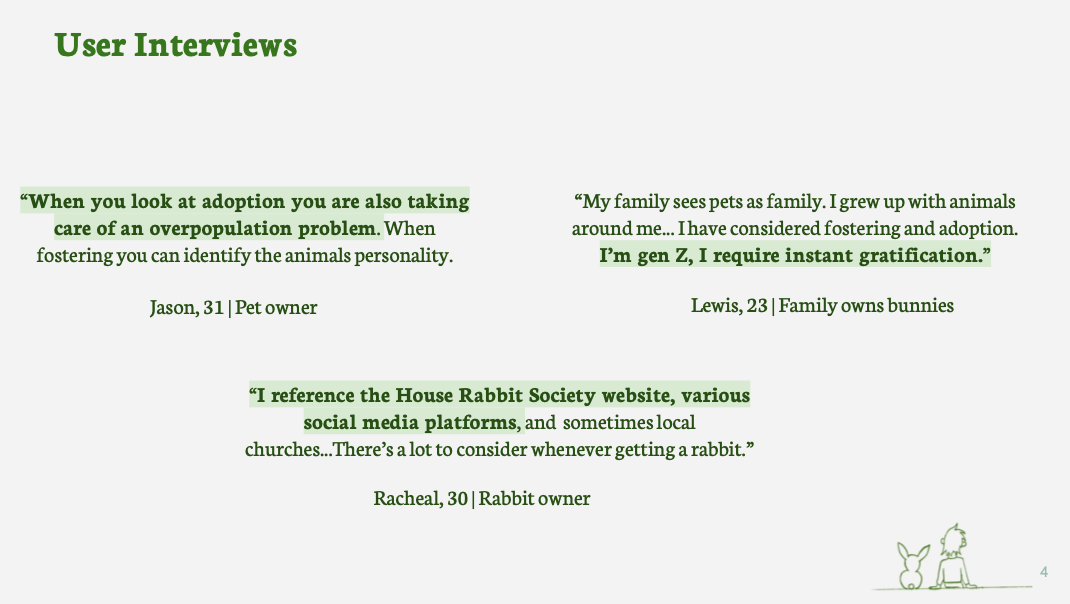 User Interviews
“When you look at adoption you are also taking
care of an overpopulation problem. When
fostering you can identify the animals personality.
Jason, 31 | Pet owner
“My family sees pets as family. I grew up with animals
around me... I have considered fostering and adoption.
I’m gen Z, I require instant gratification.”
Lewis, 23 | Family owns bunnies
“I reference the House Rabbit Society website, various
social media platforms, and sometimes local
churches...There’s a lot to consider whenever getting a rabbit.”
Racheal, 30 | Rabbit owner
4